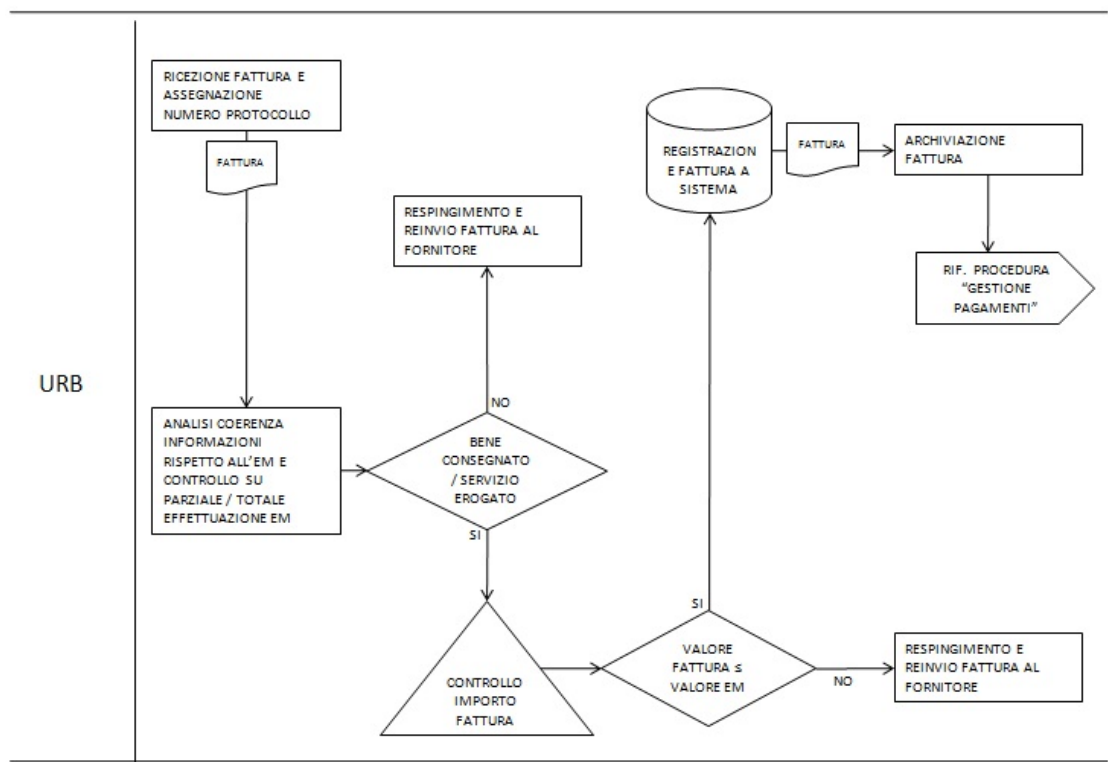 URB
RICEZIONE FATTURA E
ASSEGNAZIONE
NUMERO PROTOCOLLO
FATTURA
ANALISI COERENZA
INFORMAZIONI
RISPETTO ALL'EM E
CONTROLLO SU
PARZIALE / TOTALE
EFFETTUAZIONE EM
BENE
CONSEGNATO
/ SERVIZIO
EROGATO
NO
RESPINGIMENTO E
REINVIO FATTURA AL
FORNITORE
SI
CONTROLLO
IMPORTO
FATTURA
VALORE
FATTURA ≤
VALORE EM
NO
RESPINGIMENTO E
REINVIO FATTURA AL
FORNITORE
SI
REGISTRAZION
E FATTURA A
SISTEMA
FATTURA
ARCHIVIAZIONE
FATTURA
RIF. PROCEDURA
“GESTIONE
PAGAMENTI”